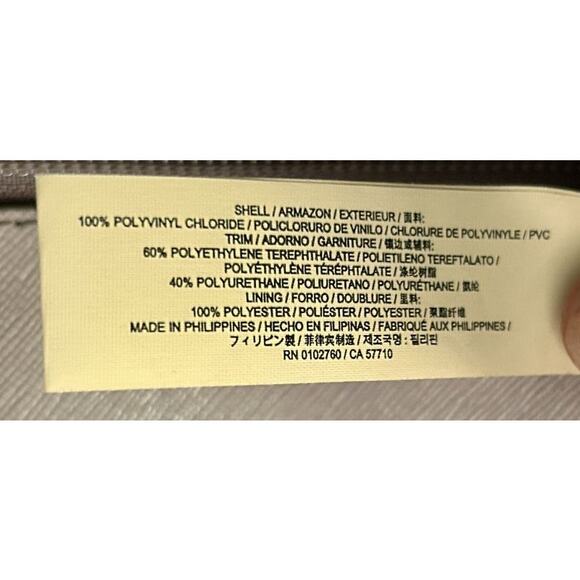 SHELL / ARMAZON / EXTERIEUR / 面料:
100% POLYVINYL CHLORIDE / POLICLORURO DE VINILO / CHLORURE DE POLYVINYLE / PVC
TRIM / ADORNO / GARNITURE / 镶边或辅料:
60% POLYETHYLENE TEREPHTHALATE / POLIETILENO TEREFTALATO /
POLYÉTHYLÈNE TÉRÉPHTALATE / 涤纶树脂
40% POLYURETHANE / POLIURETANO / POLYURÉTHANE / 氨纶
LINING / FORRO / DOUBLURE / 里料:
100% POLYESTER / POLIÉSTER / POLYESTER / 聚酯纤维
MADE IN PHILIPPINES / HECHO EN FILIPINAS / FABRIQUÉ AUX PHILIPPINES /
フィリピン製 / 菲律宾制造 / 제조국명 : 필리핀
RN 0102760 / CA 57710